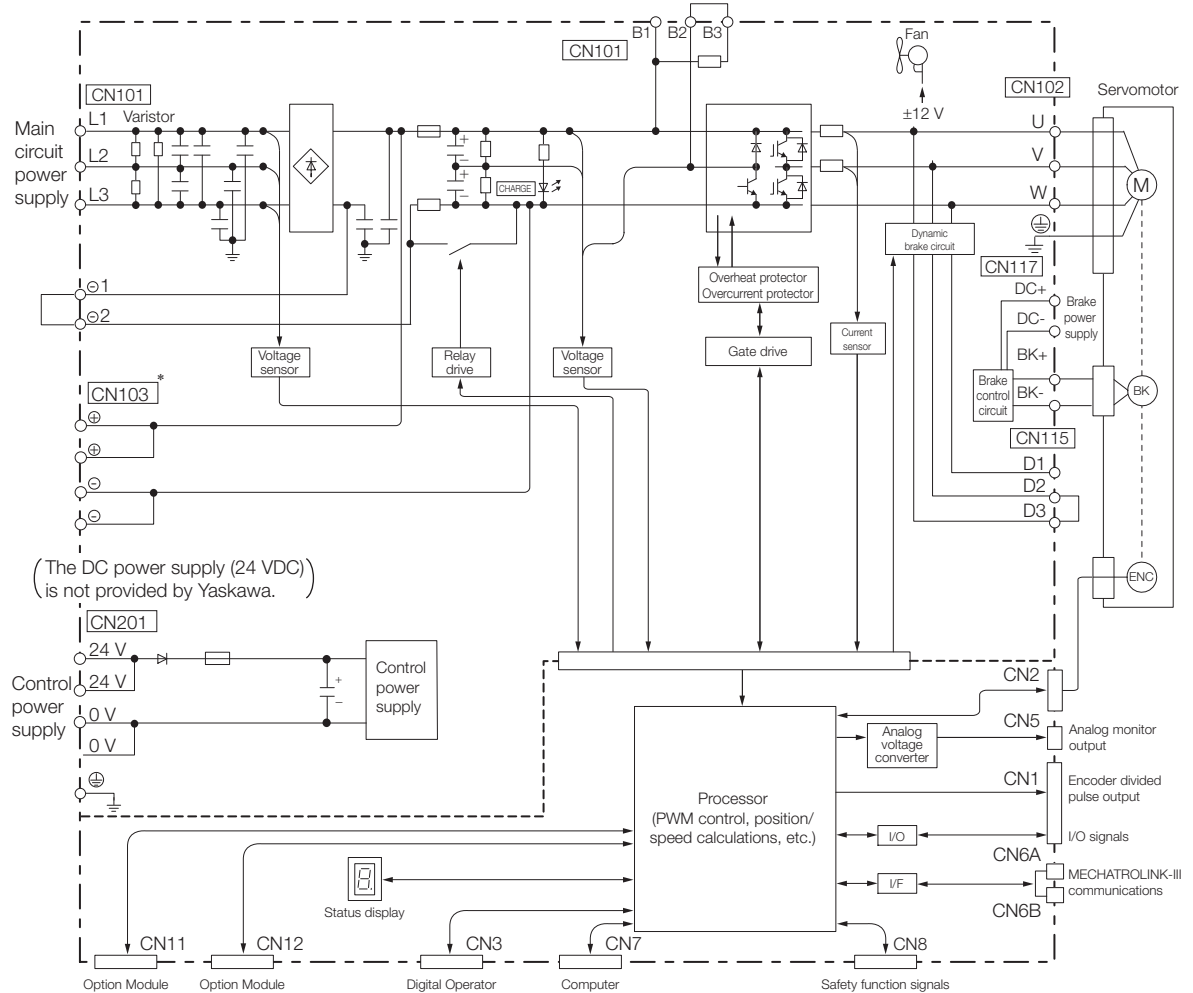 B1
B2
B3
CN101
Fan
±12 V
CN101
CN102
Servomotor
Main
circuit
power
supply
L1
L2
L3
Varistor
CHARGE
U
V
W
M
Dynamic
brake circuit
CN117
Overheat protector
Overcurrent protector
⊖1
⊖2
DC+
DC-
Brake
power
supply
Voltage
sensor
Relay
drive
Voltage
sensor
Gate drive
Current
sensor
BK+
BK-
Brake
control
circuit
BK
CN103
*
⊕
⊕
⊖
⊖
CN115
D1
D2
D3
ENC
(The DC power supply (24 VDC)
is not provided by Yaskawa.)
CN201
Control
power
supply
24 V
24 V
0 V
0 V
+
−
Control
power
supply
CN2
CN5
Analog
voltage
converter
Analog monitor
output
CN1
Encoder divided
pulse output
Processor
(PWM control, position/
speed calculations, etc.)
I/O
I/O signals
CN6A
I/F
MECHATROLINK-III
communications
CN6B
8.
Status display
CN11
CN12
CN3
CN7
CN8
Option Module
Option Module
Digital Operator
Computer
Safety function signals